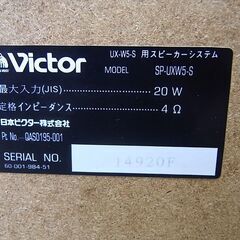 Victor
UX-W5-S 用スピーカーシステム
MODEL SP-UXW5-S
最大入力(JIS) 20 W
定格インピーダンス 4 Ω
日本ビクター株式会社
Pt No.-QAS0195-001
SERIAL NO. 14920F
60-001-984-51